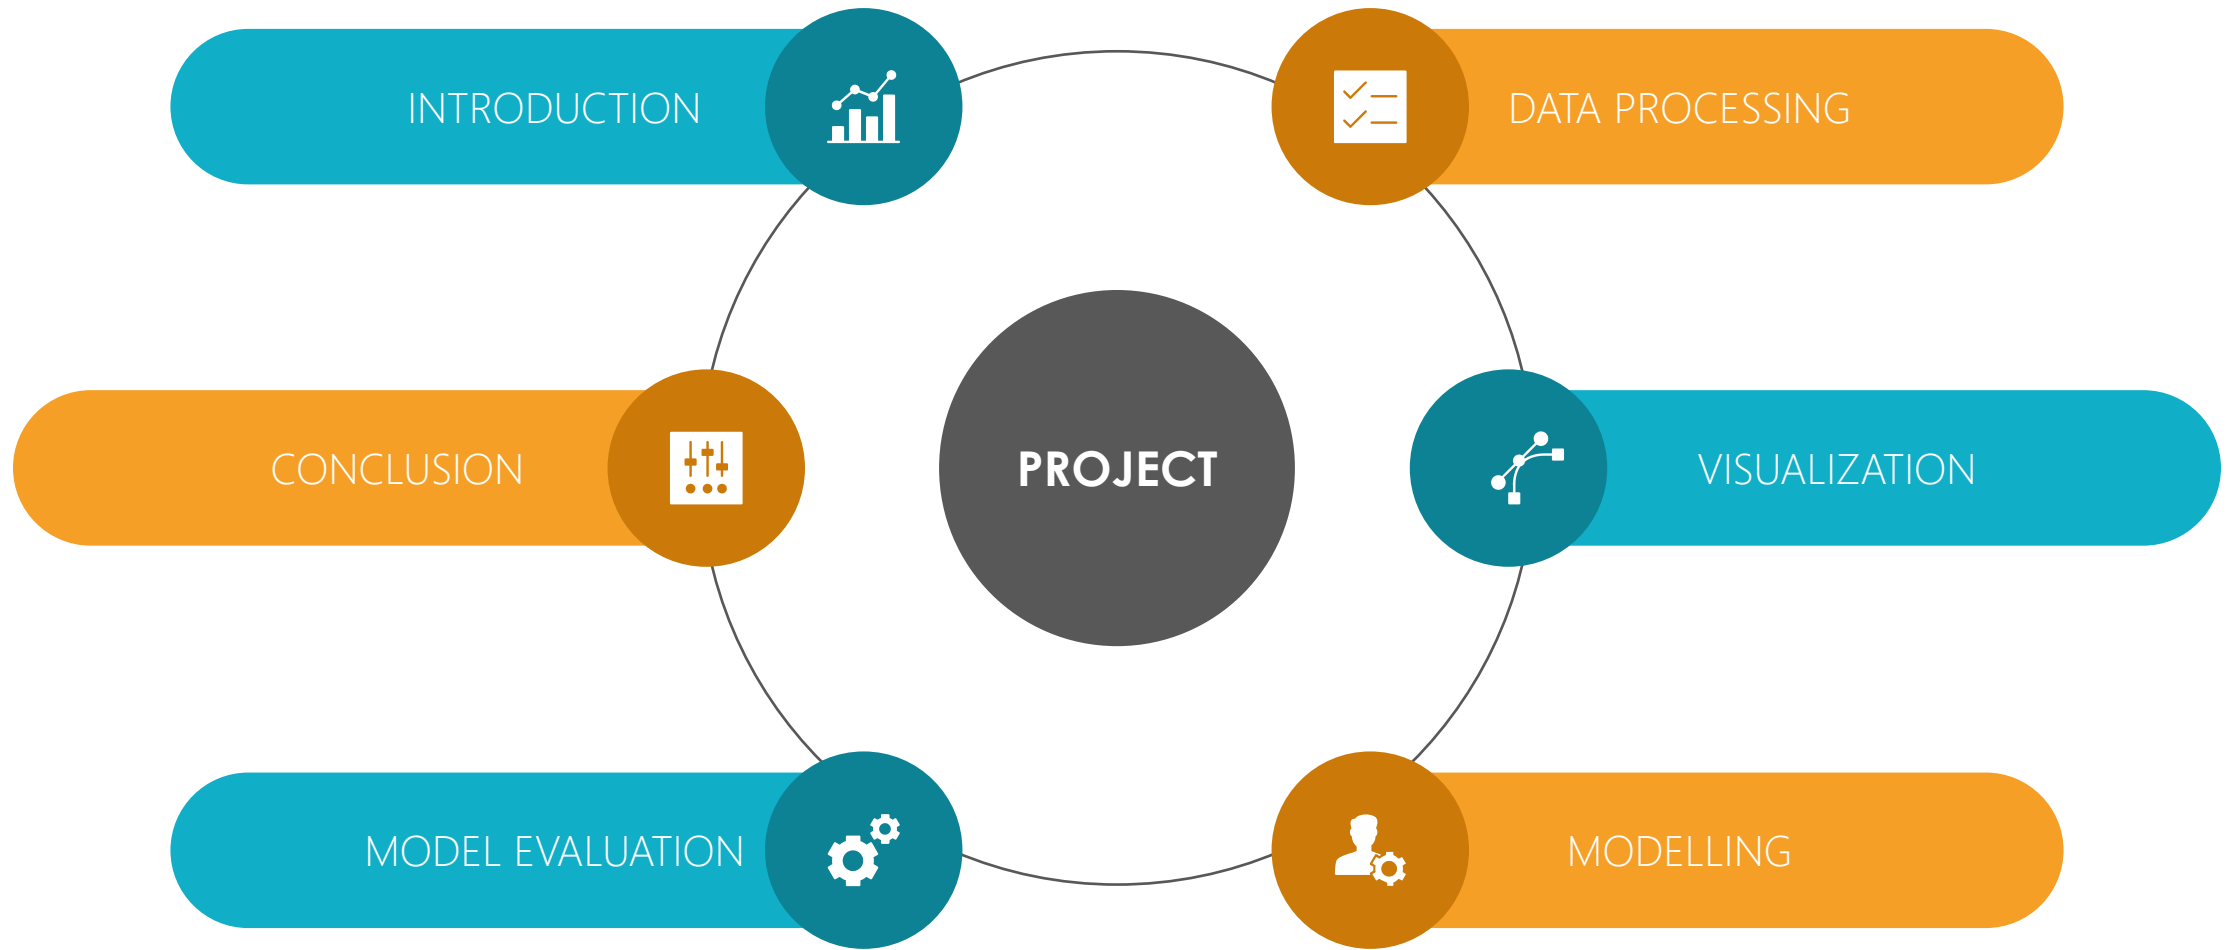 INTRODUCTION
DATA PROCESSING
CONCLUSION
PROJECT
VISUALIZATION
MODEL EVALUATION
MODELLING